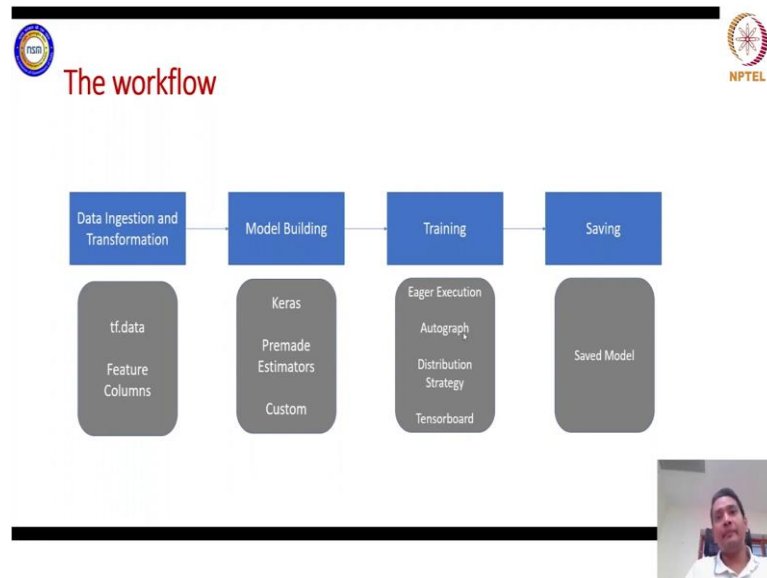 nsm
NPTEL
The workflow
Data Ingestion and
Transformation
Model Building
Training
Saving
tf.data
Feature
Columns
Keras
Premade
Estimators
Custom
Eager Execution
Autograph
Distribution
Strategy
Tensorboard
Saved Model